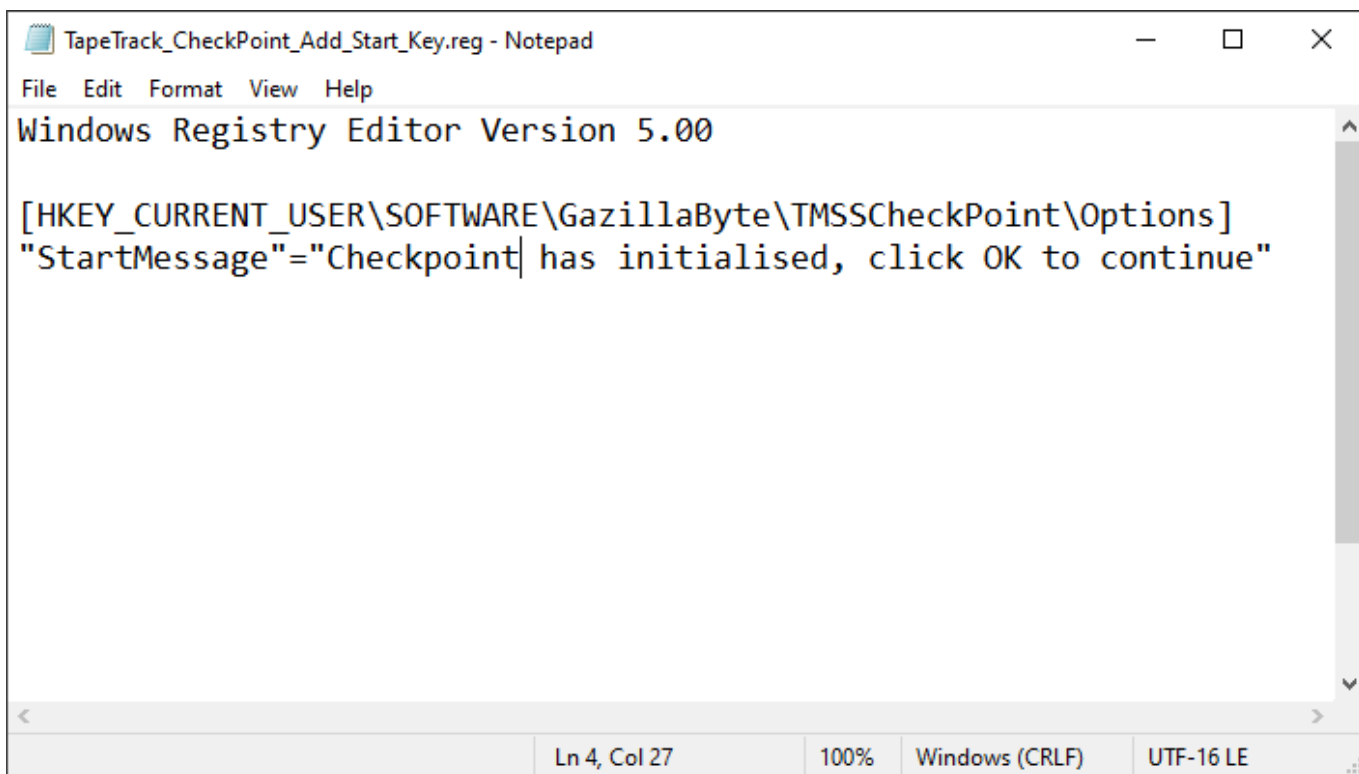 TapeTrack_CheckPoint_Add_Start_Key.reg - Notepad
File Edit Format View Help
Windows Registry Editor Version 5.00
[HKEY_CURRENT_USER\SOFTWARE\GazillaByte\TMSSCheckPoint\Options]
"StartMessage"="Checkpoint has initialised, click OK to continue"
Ln 4, Col 27 100% Windows (CRLF) UTF-16 LE